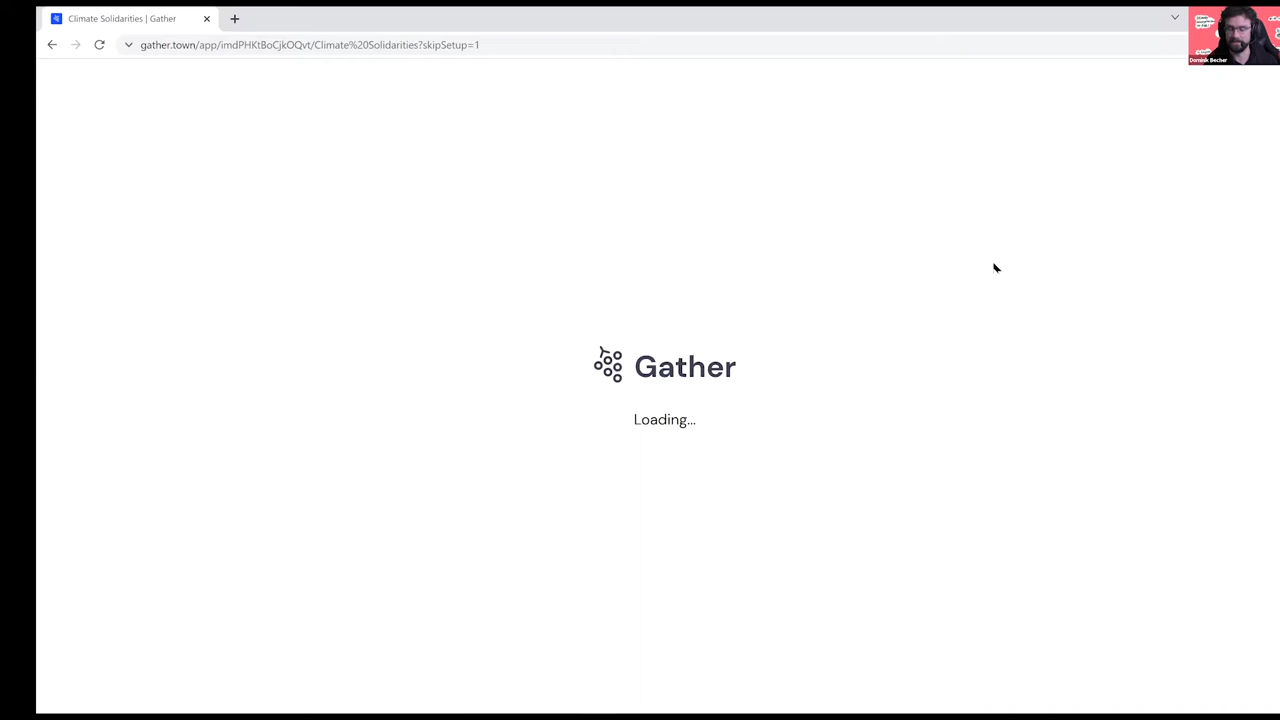 Climate Solidarities | Gather
gather.town/app/imdPHKtBoCjkOQvt/Climate%20Solidarities?skipSetup=1
Dominik Becher
Gather
Loading...